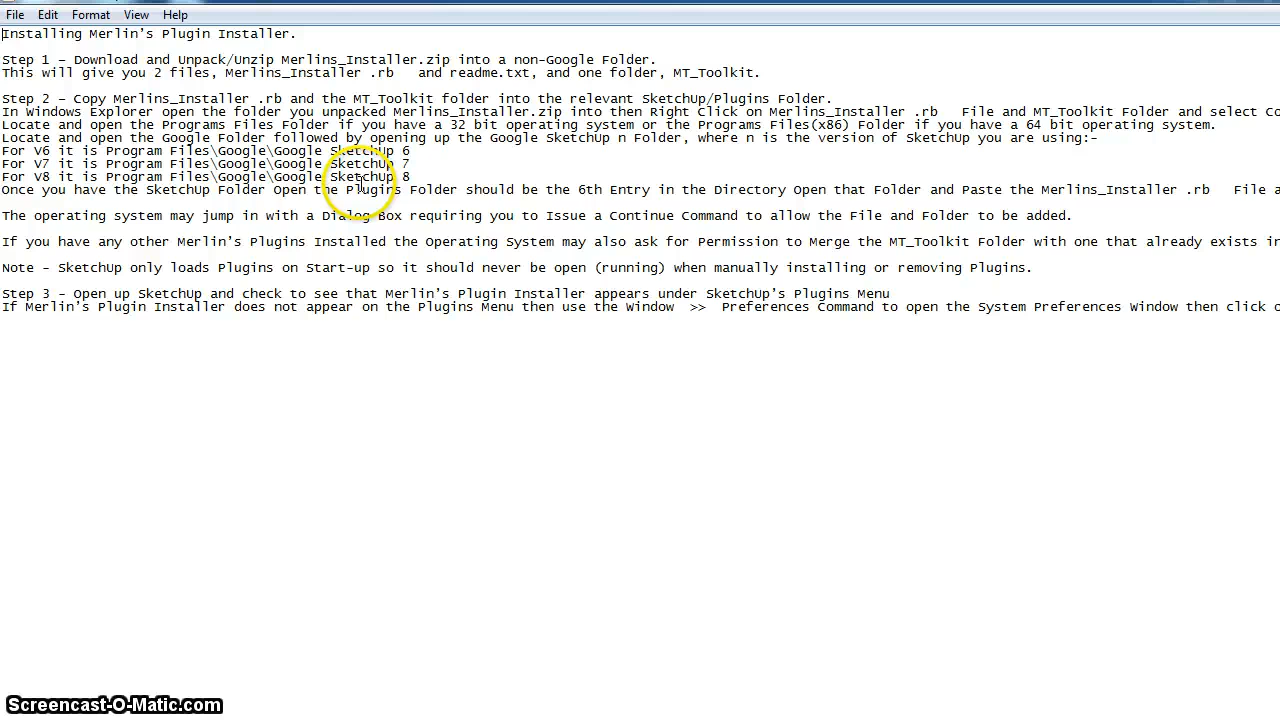 File Edit Format View Help
Installing Merlin's Plugin Installer.
Step 1 – Download and Unpack/Unzip Merlins_Installer.zip into a non-Google Folder.
This will give you 2 files, Merlins_Installer .rb   and readme.txt, and one folder, MT_Toolkit.
Step 2 – Copy Merlins_Installer .rb and the MT_Toolkit folder into the relevant SketchUp/Plugins Folder.
In Windows Explorer open the folder you unpacked Merlins_Installer.zip into then Right Click on Merlins_Installer .rb   File and MT_Toolkit Folder and select Co
Locate and open the Programs Files Folder if you have a 32 bit operating system or the Programs Files(x86) Folder if you have a 64 bit operating system.
Locate and open the Google Folder followed by opening up the Google SketchUp n Folder, where n is the version of SketchUp you are using:-
For V6 it is Program Files\Google\Google SketchUp 6
For V7 it is Program Files\Google\Google SketchUp 7
For V8 it is Program Files\Google\Google SketchUp 8
Once you have the SketchUp Folder Open the Plugins Folder should be the 6th Entry in the Directory Open that Folder and Paste the Merlins_Installer .rb   File a
The operating system may jump in with a Dialog Box requiring you to Issue a Continue Command to allow the File and Folder to be added.
If you have any other Merlin's Plugins Installed the Operating System may also ask for Permission to Merge the MT_Toolkit Folder with one that already exists in
Note – SketchUp only loads Plugins on Start-up so it should never be open (running) when manually installing or removing Plugins.
Step 3 – Open up SketchUp and check to see that Merlin's Plugin Installer appears under SketchUp's Plugins Menu
If Merlin's Plugin Installer does not appear on the Plugins Menu then use the Window  >>  Preferences Command to open the System Preferences Window then click o
Screencast-O-Matic.com